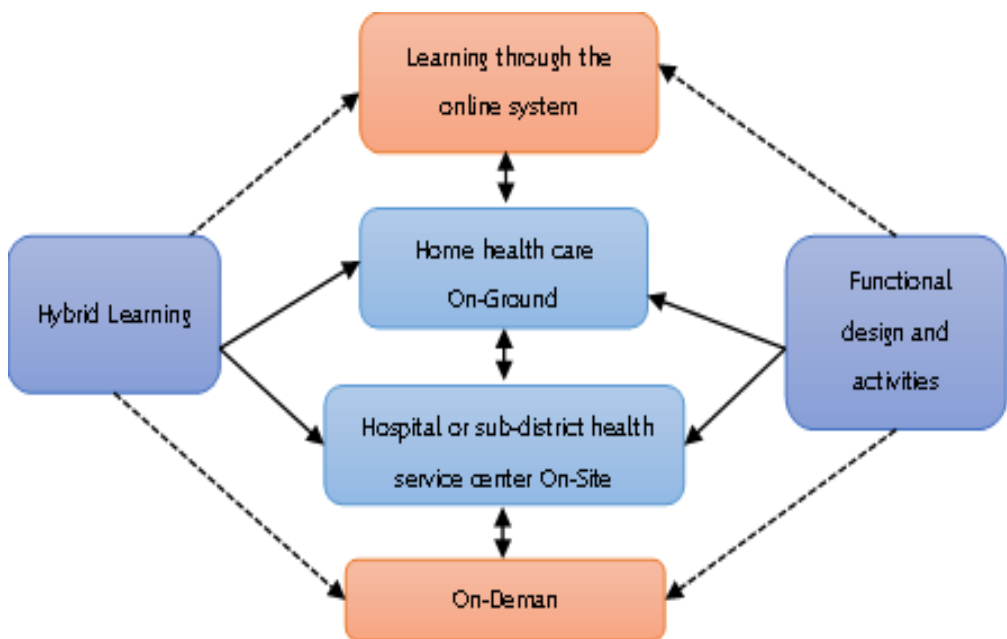 Learning through the
online system
Home health care
On-Ground
Hybrid Learning
Functional
design and
activities
Hospital or sub-district health
service center On-Site
On-Deman